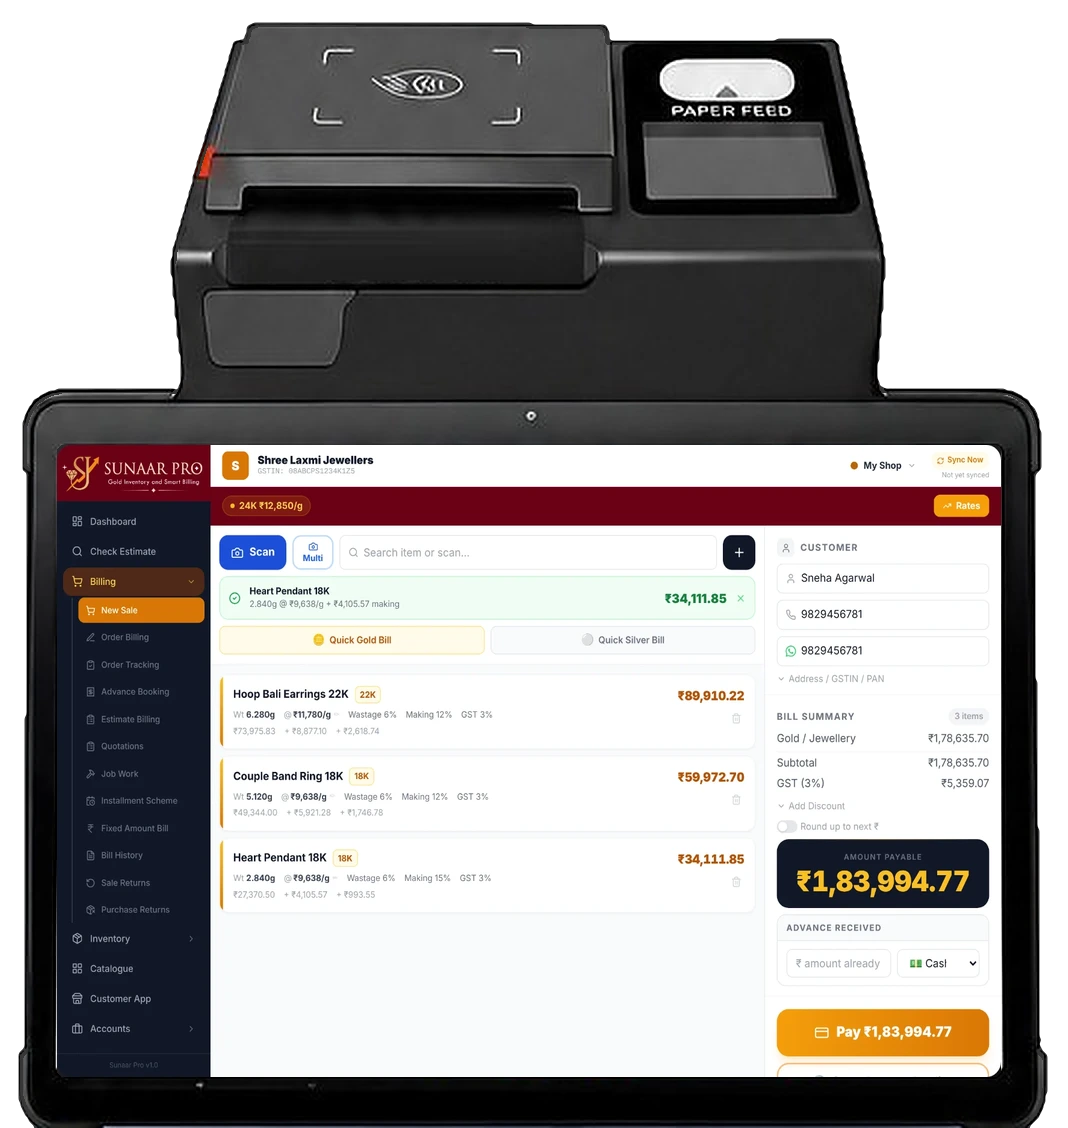 PAPER FEED
SUNAAR PRO
Gold Inventory and Smart Billing
S
Shree Laxmi Jewellers
GSTIN: 08ABCPS1234K1Z5
My Shop
Sync Now
Not yet synced
24K ₹12,850/g
Rates
Dashboard
Check Estimate
Billing
New Sale
Order Billing
Order Tracking
Advance Booking
Estimate Billing
Quotations
Job Work
Installment Scheme
Fixed Amount Bill
Bill History
Sale Returns
Purchase Returns
Inventory
Catalogue
Customer App
Accounts
Sunaar Pro v1.0
Scan
Multi
Search item or scan...
+
Heart Pendant 18K
2.840g @ ₹9,638/g + ₹4,105.57 making
₹34,111.85
Quick Gold Bill
Quick Silver Bill
Hoop Bali Earrings 22K 22K
₹89,910.22
Wt 6.280g @ ₹11,780/g Wastage 6% Making 12% GST 3%
₹73,975.83 + ₹8,877.10 + ₹2,618.74
Couple Band Ring 18K 18K
₹59,972.70
Wt 5.120g @ ₹9,638/g Wastage 6% Making 12% GST 3%
₹49,344.00 + ₹5,921.28 + ₹1,746.78
Heart Pendant 18K 18K
₹34,111.85
Wt 2.840g @ ₹9,638/g Wastage 6% Making 15% GST 3%
₹27,370.50 + ₹4,105.57 + ₹993.55
CUSTOMER
Sneha Agarwal
9829456781
9829456781
Address / GSTIN / PAN
BILL SUMMARY 3 items
Gold / Jewellery ₹1,78,635.70
Subtotal ₹1,78,635.70
GST (3%) ₹5,359.07
Add Discount
Round up to next ₹
AMOUNT PAYABLE
₹1,83,994.77
ADVANCE RECEIVED
₹ amount already
Cash
Pay ₹1,83,994.77